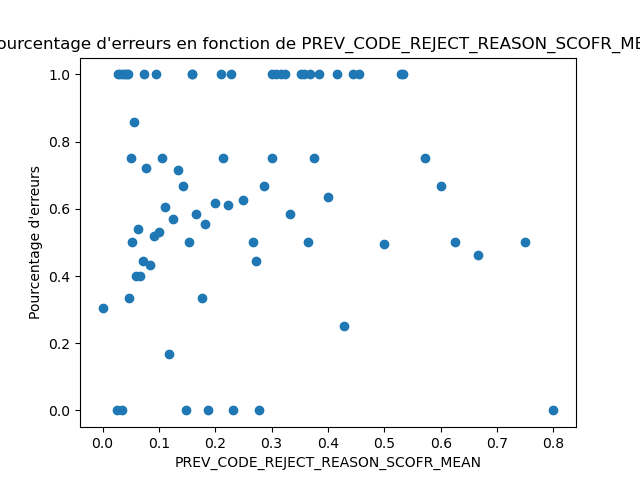 ourcentage d'erreurs en fonction de PREV_CODE_REJECT_REASON_SCOFR_ME
Pourcentage d'erreurs
1.0
0.8
0.6
0.4
0.2
0.0
0.0 0.1 0.2 0.3 0.4 0.5 0.6 0.7 0.8
PREV_CODE_REJECT_REASON_SCOFR_MEAN